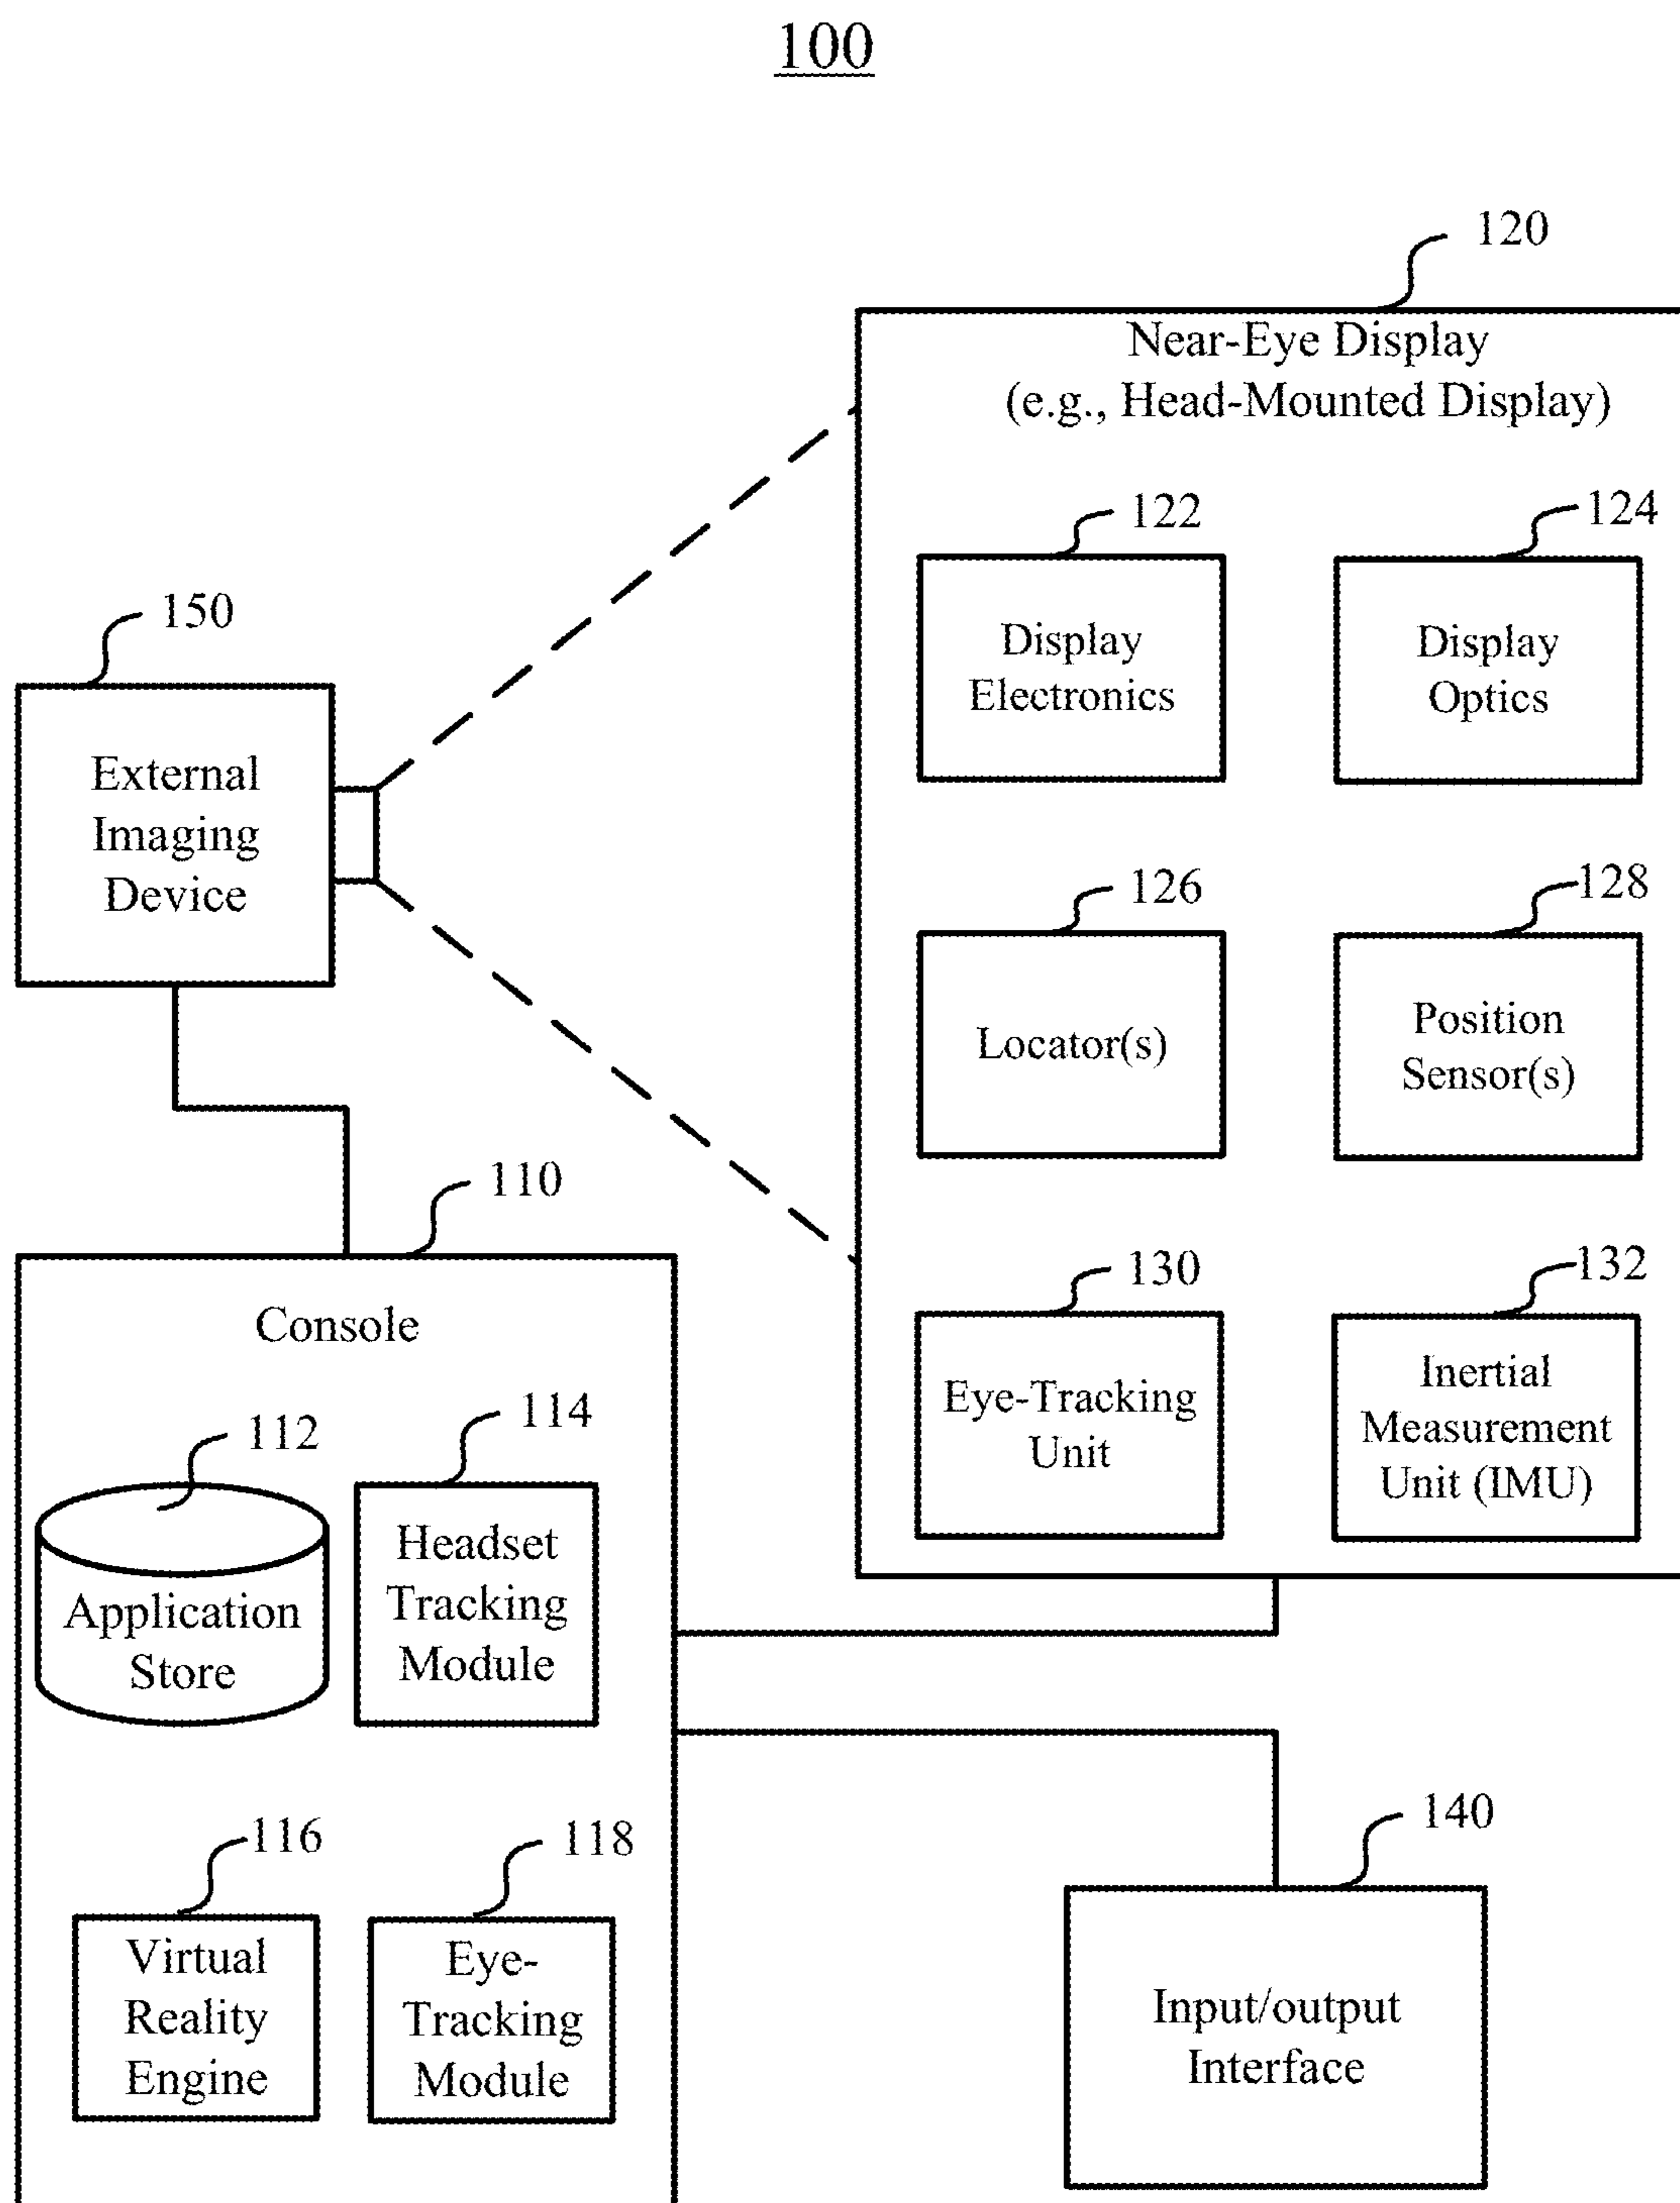 100
120
Near-Eye Display
(e.g., Head-Mounted Display)
122
Display
Electronics
124
Display
Optics
150
External
Imaging
Device
126
Locator(s)
128
Position
Sensor(s)
110
Console
130
Eye-Tracking
Unit
132
Inertial
Measurement
Unit (IMU)
112
Application
Store
114
Headset
Tracking
Module
116
Virtual
Reality
Engine
118
Eye-
Tracking
Module
140
Input/output
Interface